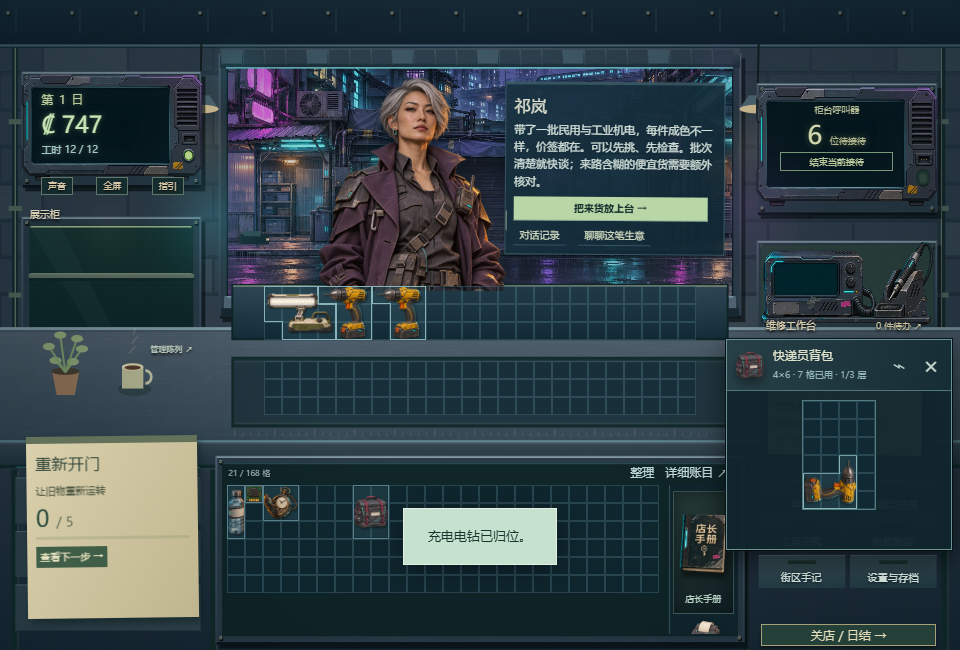 第 1 日
₡ 747
工时 12 / 12
声音
全屏
指引
展示柜
祁岚
带了一批民用与工业机电，每件成色不一
样，价签都在。可以先挑、先检查。批次
清楚就快谈；来路含糊的便宜货需要额外
核对。
把来货放上台 →
对话记录
聊聊这笔生意
柜台呼叫器
6 位待接待
结束当前接待
维修工作台
0 件待办 ↗
管理陈列 ↗
快递员背包
4×6 · 7 格已用 · 1/3 层
重新开门
让旧物重新运转
0 / 5
查看下一步 →
21 / 168 格
整理
详细账目 ↗
充电电钻已归位。
店长
手册
店长手册
街区手记
设置与存档
关店 / 日结 →